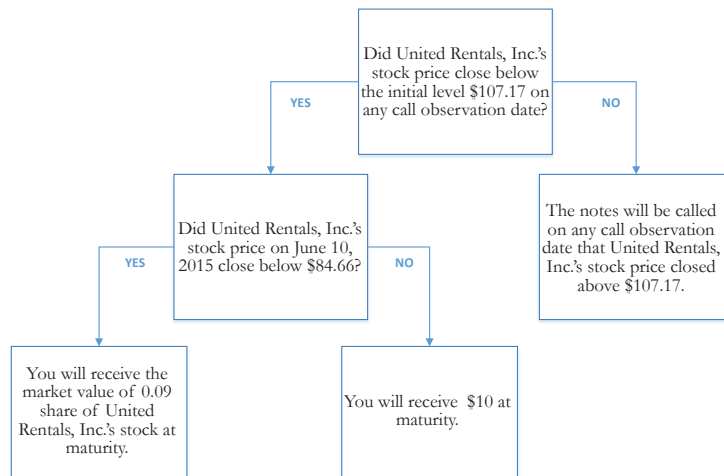 Did United Rentals, Inc.'s
stock price close below
the initial level $107.17 on
any call observation date?
YES
NO
Did United Rentals, Inc.'s
stock price on June 10,
2015 close below $84.66?
The notes will be called
on any call observation
date that United Rentals,
Inc.'s stock price closed
above $107.17.
YES
NO
You will receive the
market value of 0.09
share of United
Rentals, Inc.'s stock at
maturity.
You will receive $10 at
maturity.